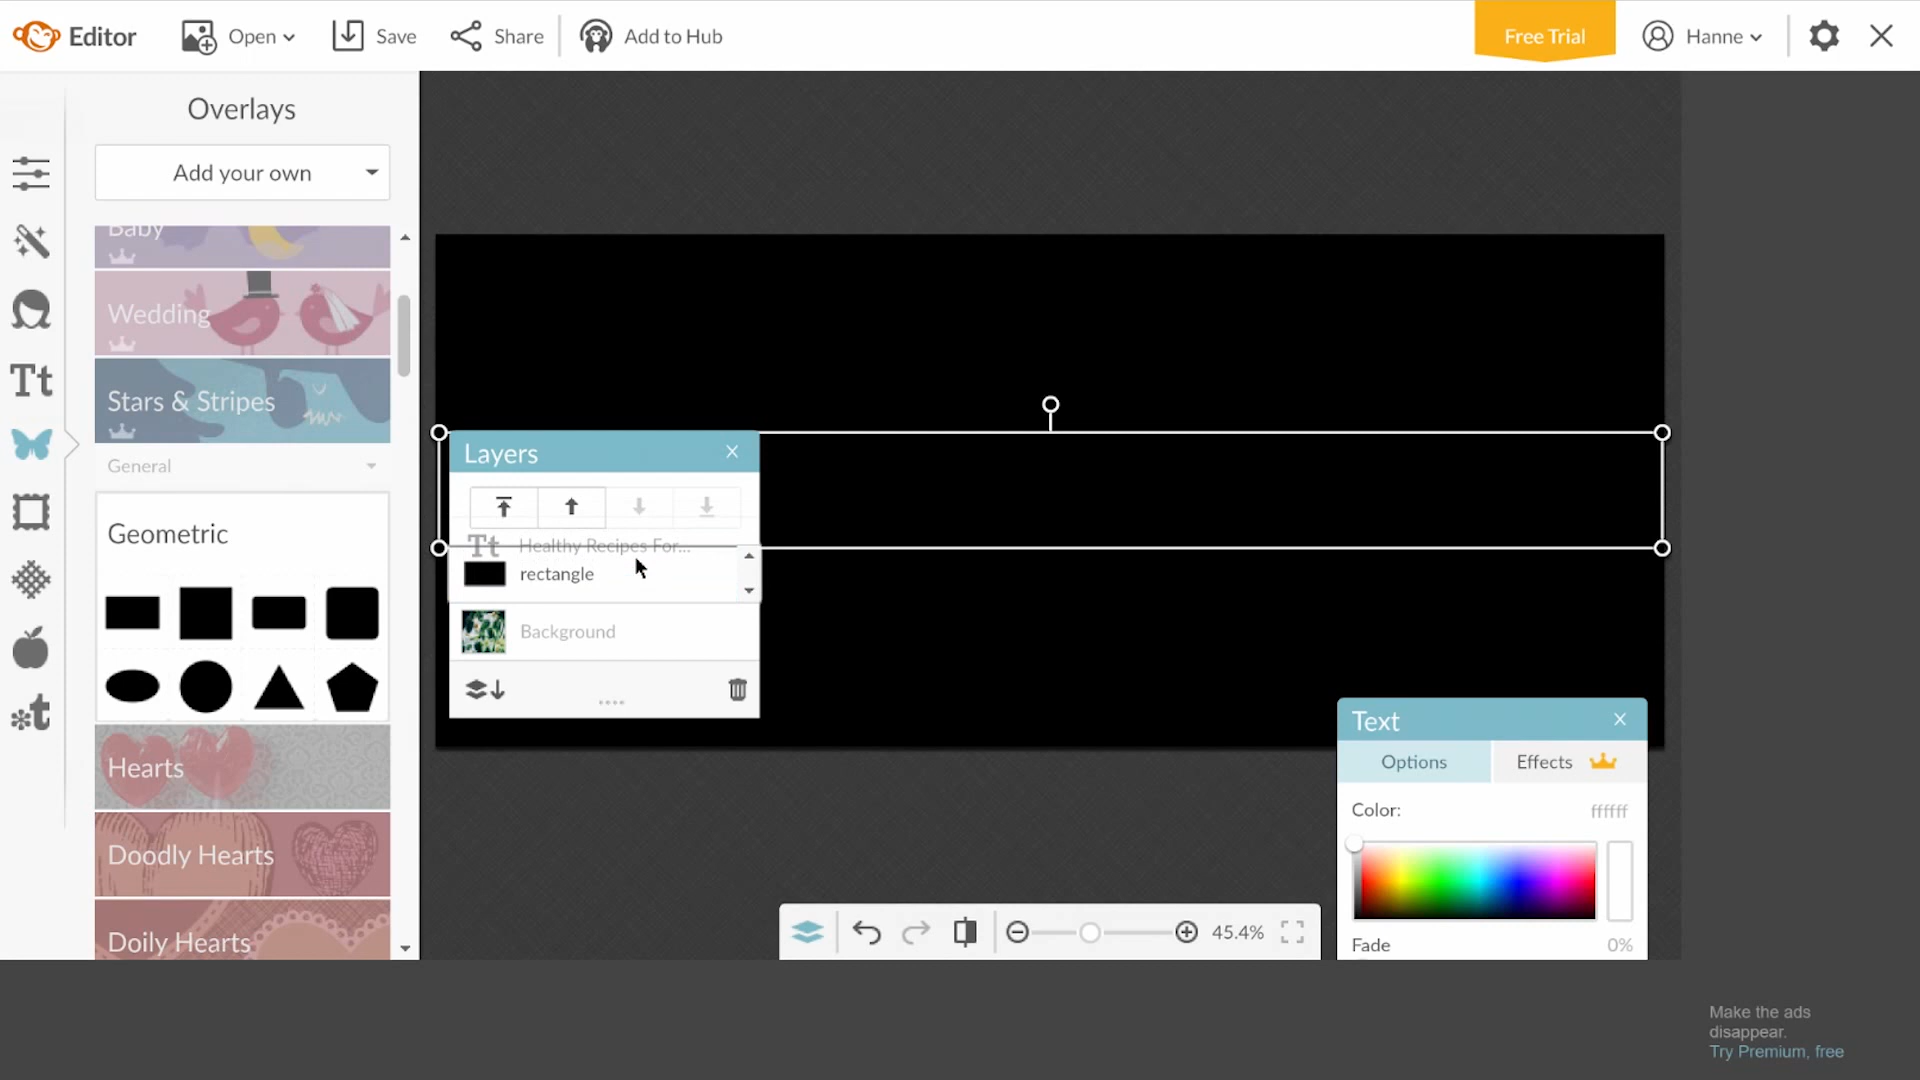 Editor
Open
Save
Share
Add to Hub
Free Trial
Hanne
Overlays
Add your own
Baby
Wedding
Stars & Stripes
General
Geometric
Hearts
Doodly Hearts
Doily Hearts
Tt
t
Layers
Tt Healthy Recipes For...
rectangle
Background
Text
Options
Effects
Color:
ffffff
Fade
0%
45.4%
Make the ads
disappear.
Try Premium, free